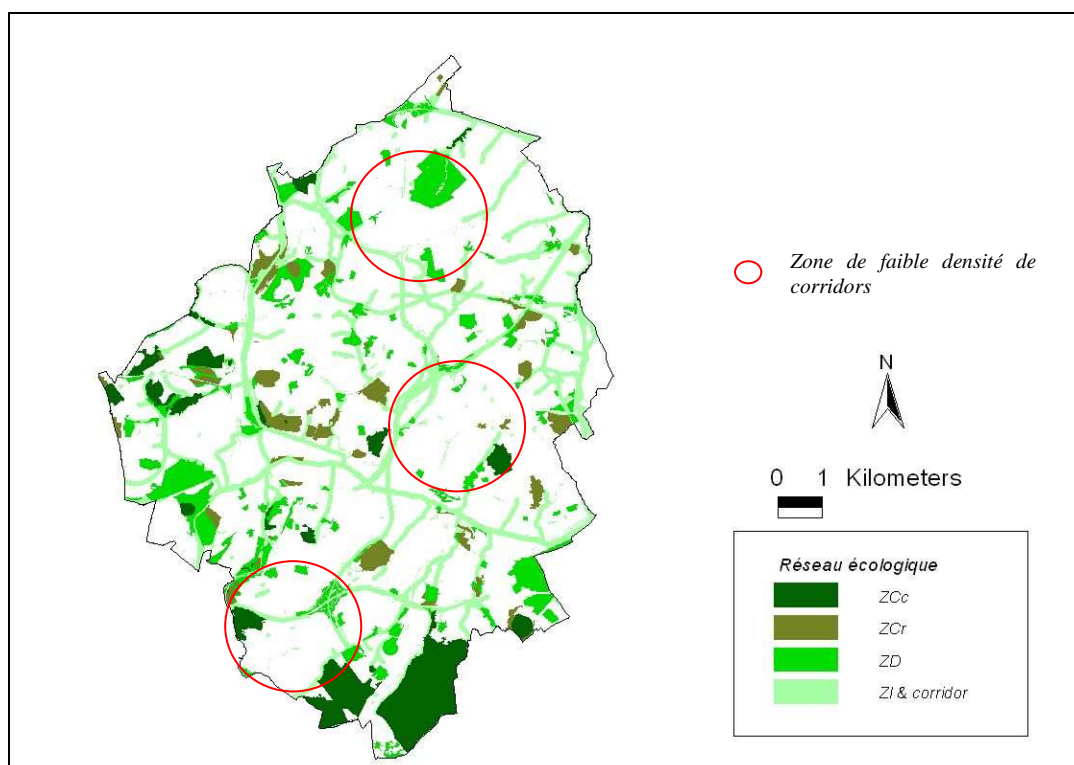 Zone de faible densité de
corridors
N
0 1 Kilometers
Réseau écologique
ZCc
ZCr
ZD
ZI & corridor